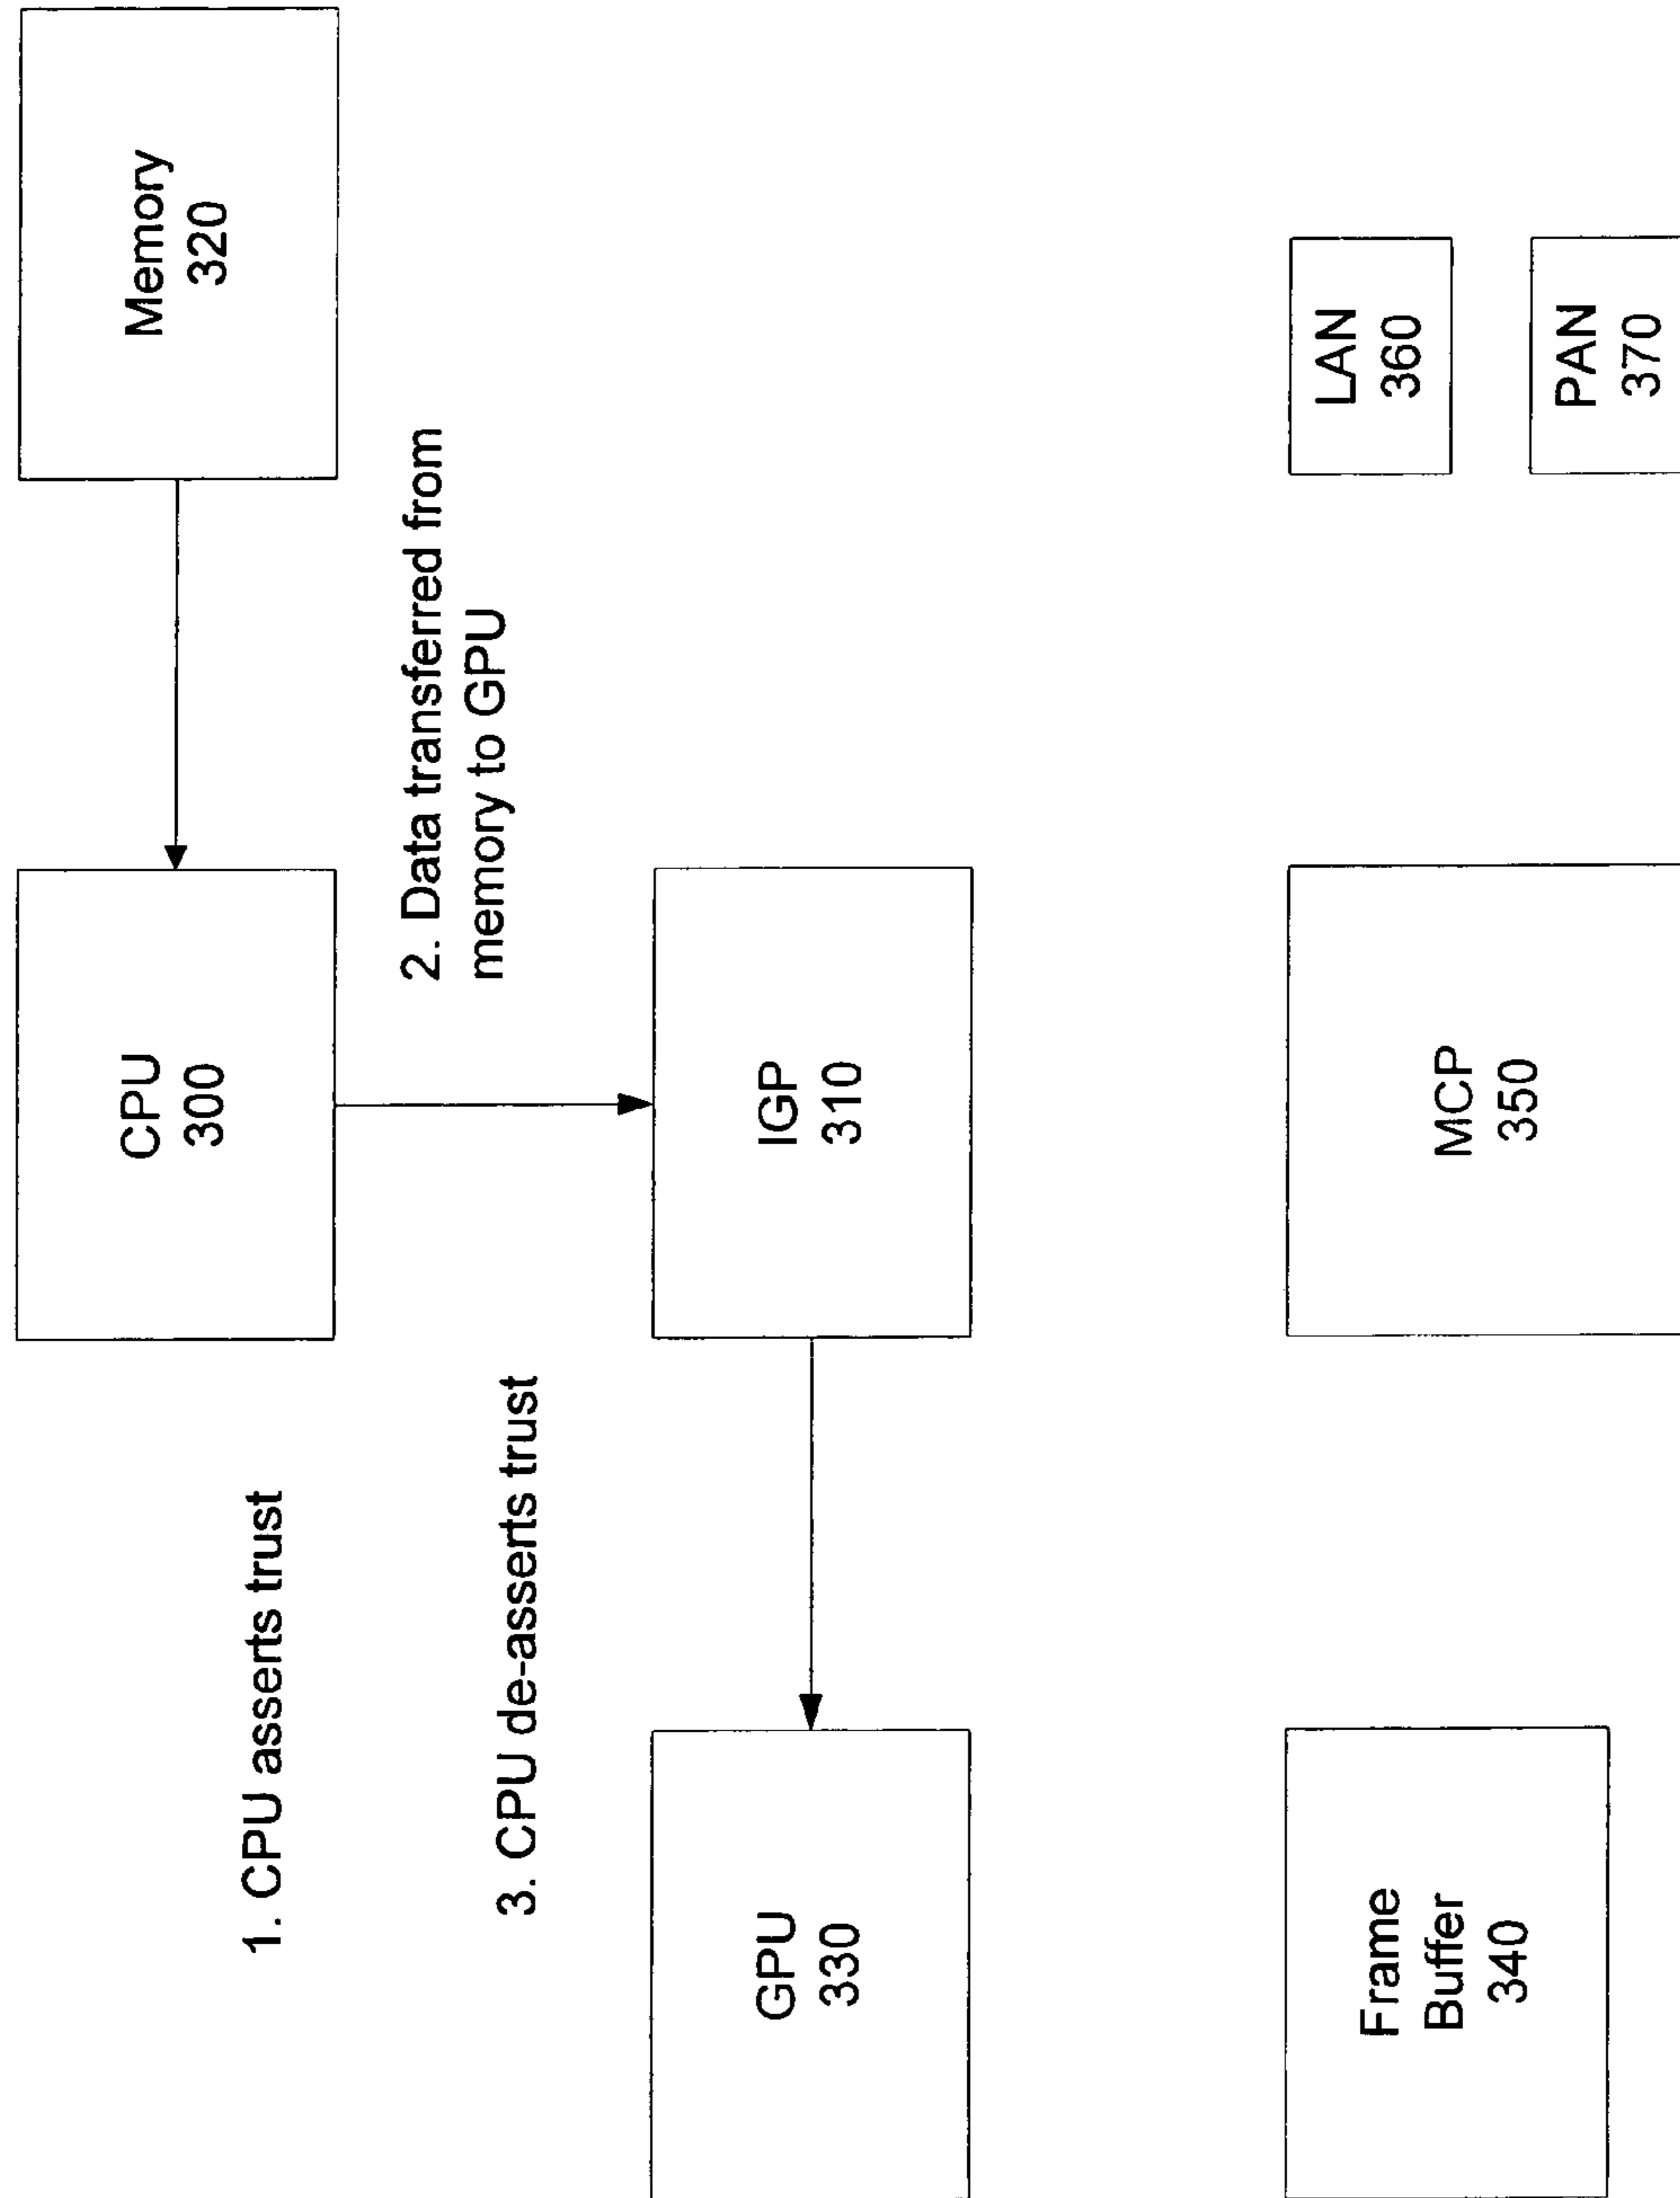 CPU
300
Memory
320
1. CPU asserts trust
2. Data transferred from
memory to GPU
3. CPU de-asserts trust
GPU
330
IGP
310
Frame
Buffer
340
MCP
350
LAN
360
PAN
370